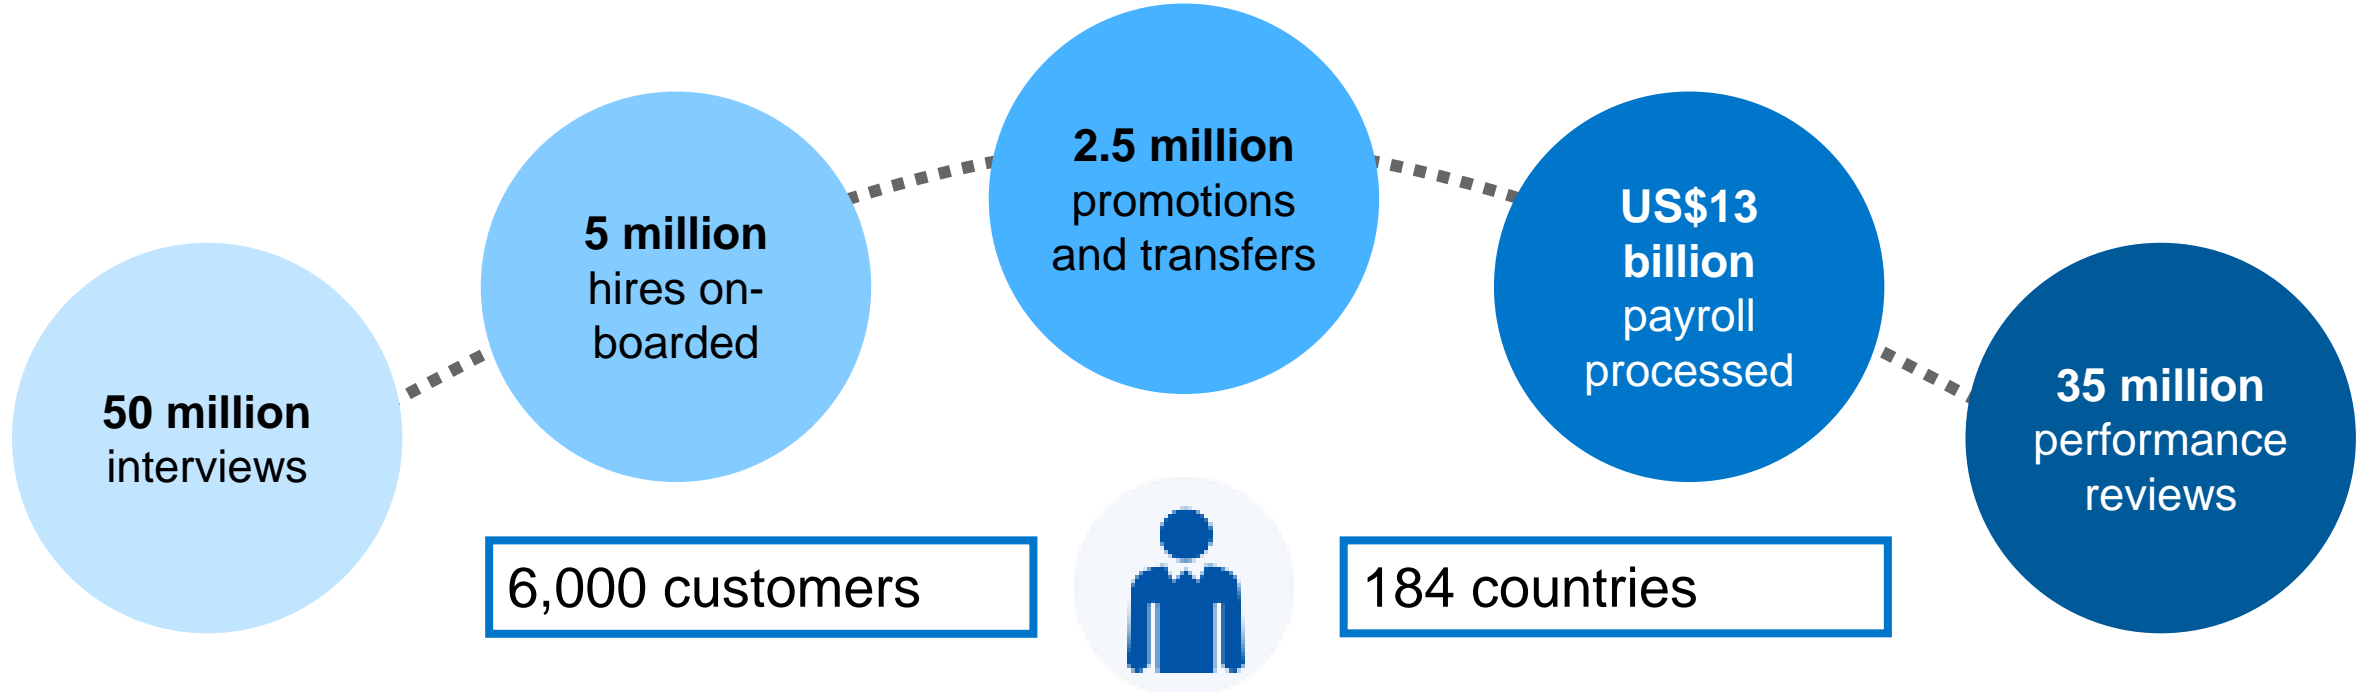 50 million
interviews
5 million
hires on-
boarded
2.5 million
promotions
and transfers
US$13
billion
payroll
processed
35 million
performance
reviews
6,000 customers
184 countries